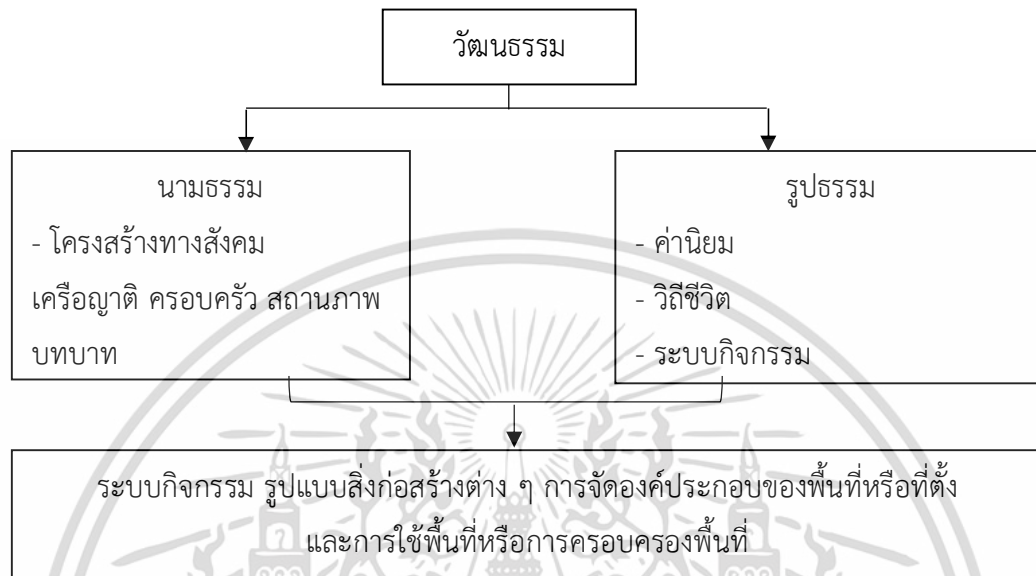 วัฒนธรรม
นามธรรม
- โครงสร้างทางสังคม
เครือญาติ ครอบครัว สถานภาพ
บทบาท
รูปธรรม
- ค่านิยม
- วิถีชีวิต
- ระบบกิจกรรม
ระบบกิจกรรม รูปแบบสิ่งก่อสร้างต่าง ๆ การจัดองค์ประกอบของพื้นที่หรือที่ตั้ง
และการใช้พื้นที่หรือการครอบครองพื้นที่